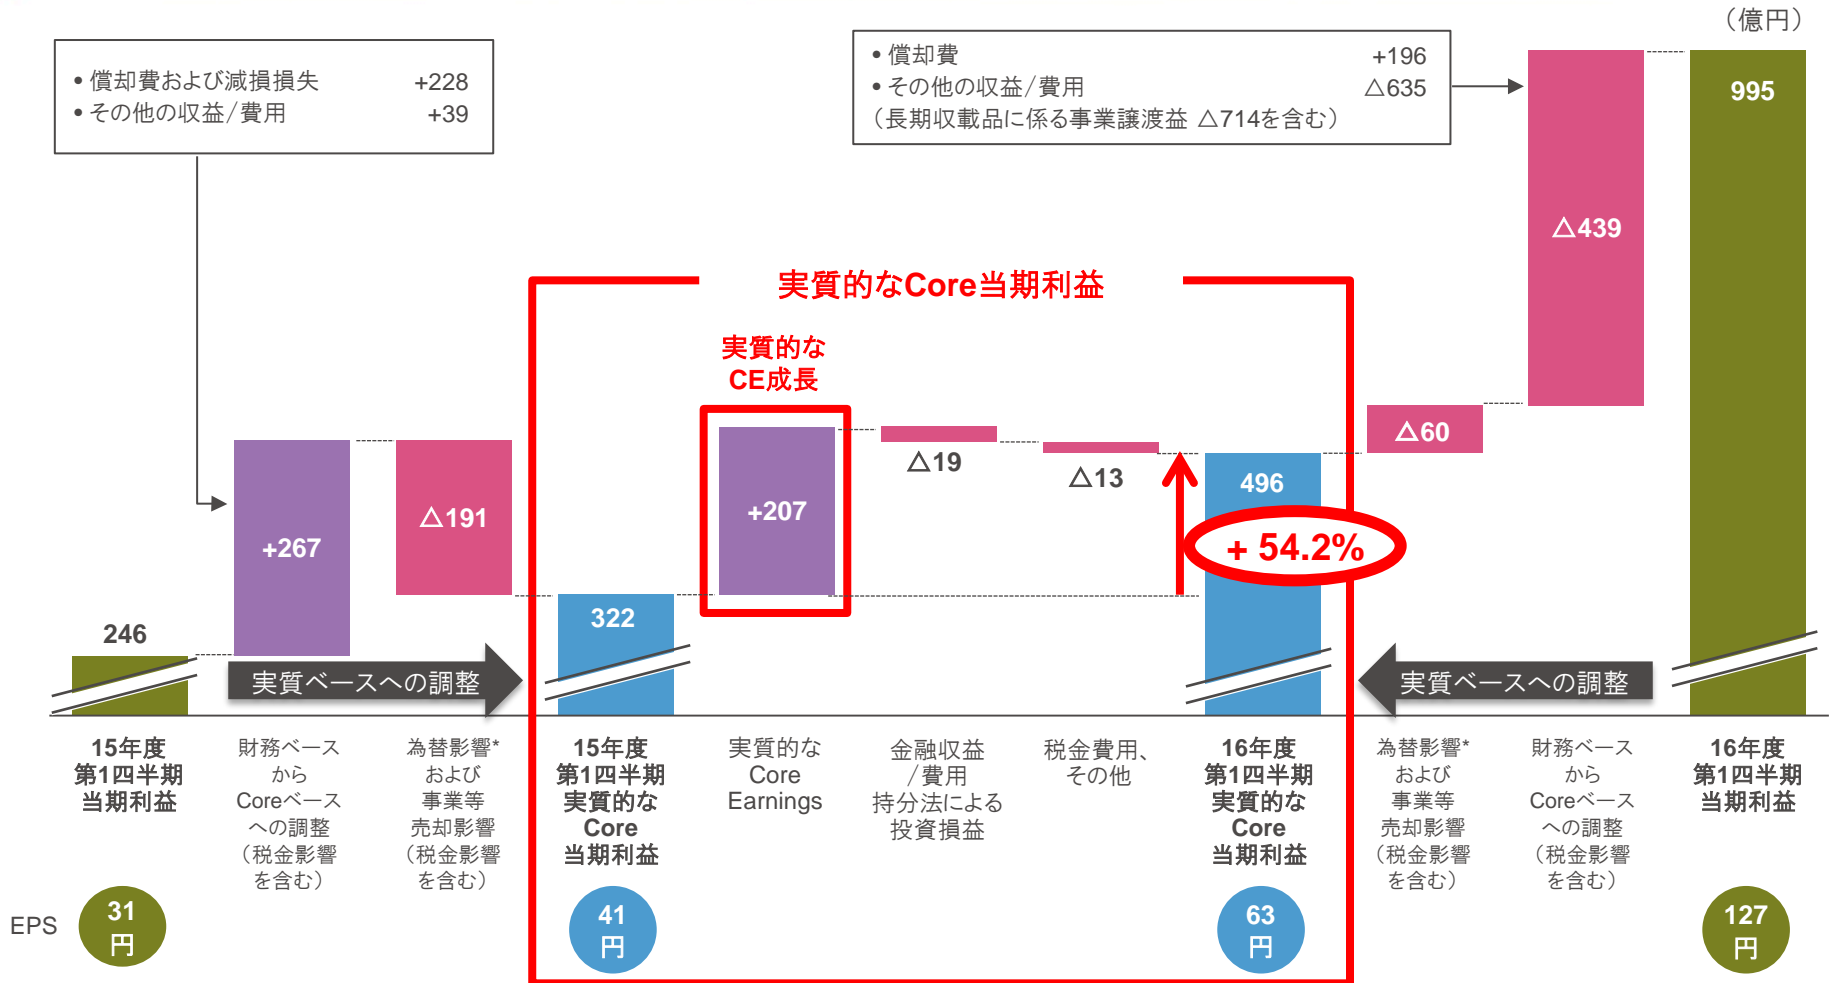 （億円）
• 償却費および減損損失 +228
• その他の収益/費用 +39
• 償却費 +196
• その他の収益/費用 △635
（長期収載品に係る事業譲渡益 △714を含む）
995
△439
実質的なCore当期利益
実質的な
CE成長
△60
△19
△13
496
+267
△191
+207
+ 54.2%
246
322
実質ベースへの調整
実質ベースへの調整
15年度
第1四半期
当期利益
財務ベース
から
Coreベース
への調整
（税金影響
を含む）
為替影響*
および
事業等
売却影響
（税金影響
を含む）
15年度
第1四半期
実質的な
Core
当期利益
実質的な
Core
Earnings
金融収益
/費用
持分法による
投資損益
税金費用、
その他
16年度
第1四半期
実質的な
Core
当期利益
為替影響*
および
事業等
売却影響
（税金影響
を含む）
財務ベース
から
Coreベース
への調整
（税金影響
を含む）
16年度
第1四半期
当期利益
EPS
31
円
41
円
63
円
127
円